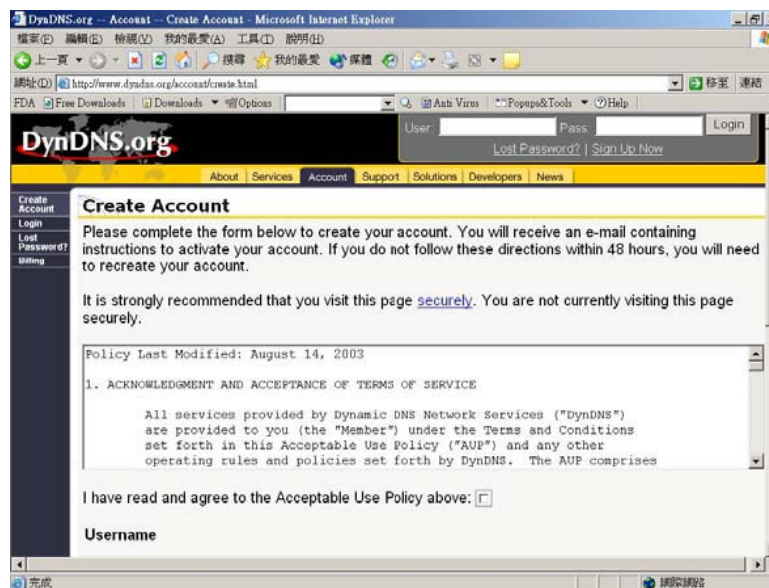 DynDNS.org -- Account -- Create Account - Microsoft Internet Explorer
檔案(F) 編輯(E) 檢視(V) 我的最愛(A) 工具(T) 說明(H)
上一頁 搜尋 我的最愛 媒體
網址(D) http://www.dyndns.org/account/create.html 移至 連結
FDA Free Downloads Downloads Options Anti Virus Popups&Tools Help
User: Pass: Login
DynDNS.org
Lost Password? | Sign Up Now
About Services Account Support Solutions Developers News
Create Account
Login
Lost Password?
Billing
Create Account
Please complete the form below to create your account. You will receive an e-mail containing
instructions to activate your account. If you do not follow these directions within 48 hours, you will need
to recreate your account.
It is strongly recommended that you visit this page securely. You are not currently visiting this page
securely.
Policy Last Modified: August 14, 2003
1. ACKNOWLEDGMENT AND ACCEPTANCE OF TERMS OF SERVICE
All services provided by Dynamic DNS Network Services ("DynDNS")
are provided to you (the "Member") under the Terms and Conditions
set forth in this Acceptable Use Policy ("AUP") and any other
operating rules and policies set forth by DynDNS. The AUP comprises
I have read and agree to the Acceptable Use Policy above:
Username
完成 網際網路